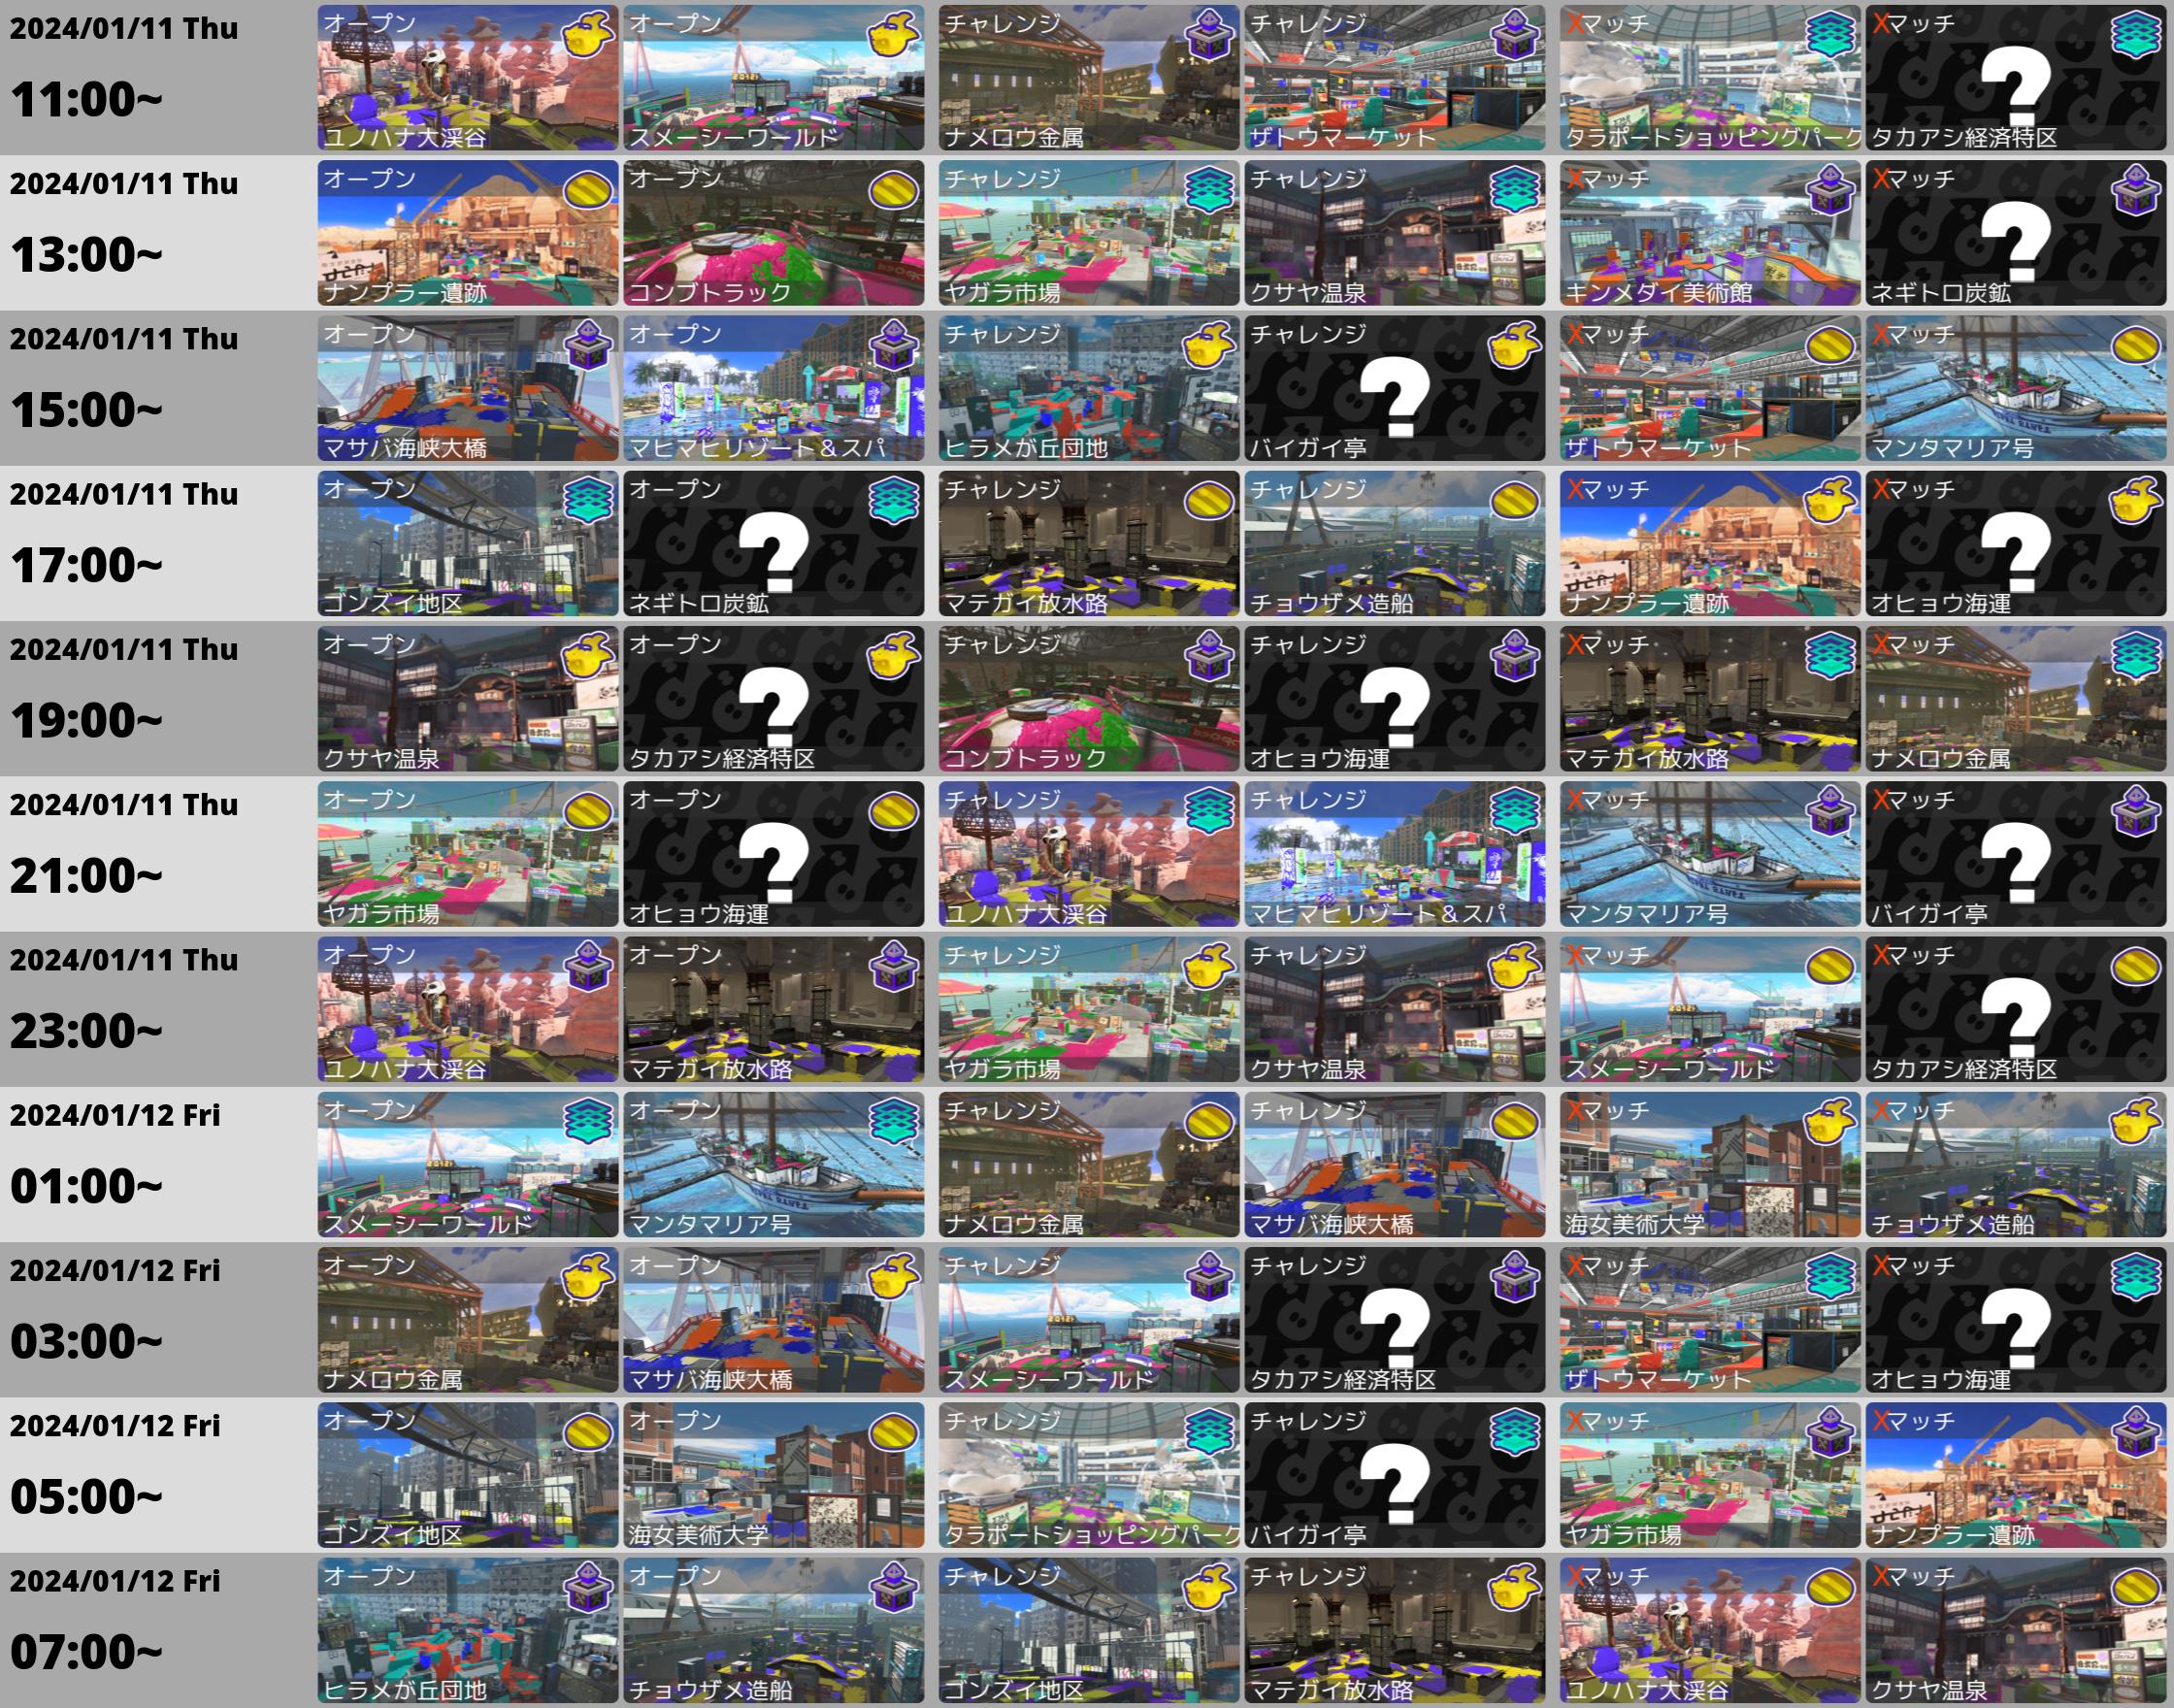 2024/01/11 Thu
11:00~
オープン
ユノハナ大渓谷
オープン
スメーシーワールド
チャレンジ
ナメロウ金属
チャレンジ
ザトウマーケット
Xマッチ
タラポートショッピングパーク
Xマッチ
?
タカアシ経済特区
2024/01/11 Thu
13:00~
オープン
ナンプラー遺跡
オープン
コンブトラック
チャレンジ
ヤガラ市場
チャレンジ
クサヤ温泉
Xマッチ
キンメダイ美術館
Xマッチ
?
ネギトロ炭鉱
2024/01/11 Thu
15:00~
オープン
マサバ海峡大橋
オープン
マヒマヒリゾート&スパ
チャレンジ
ヒラメが丘団地
チャレンジ
?
バイガイ亭
Xマッチ
ザトウマーケット
Xマッチ
マンタマリア号
2024/01/11 Thu
17:00~
オープン
ゴンズイ地区
オープン
?
ネギトロ炭鉱
チャレンジ
マテガイ放水路
チャレンジ
チョウザメ造船
Xマッチ
ナンプラー遺跡
Xマッチ
?
オヒョウ海運
2024/01/11 Thu
19:00~
オープン
クサヤ温泉
オープン
?
タカアシ経済特区
チャレンジ
コンブトラック
チャレンジ
?
オヒョウ海運
Xマッチ
マテガイ放水路
Xマッチ
ナメロウ金属
2024/01/11 Thu
21:00~
オープン
ヤガラ市場
オープン
?
オヒョウ海運
チャレンジ
ユノハナ大渓谷
チャレンジ
マヒマヒリゾート&スパ
Xマッチ
マンタマリア号
Xマッチ
?
バイガイ亭
2024/01/11 Thu
23:00~
オープン
ユノハナ大渓谷
オープン
マテガイ放水路
チャレンジ
ヤガラ市場
チャレンジ
クサヤ温泉
Xマッチ
スメーシーワールド
Xマッチ
?
タカアシ経済特区
2024/01/12 Fri
01:00~
オープン
スメーシーワールド
オープン
マンタマリア号
チャレンジ
ナメロウ金属
チャレンジ
マサバ海峡大橋
Xマッチ
海女美術大学
Xマッチ
チョウザメ造船
2024/01/12 Fri
03:00~
オープン
ナメロウ金属
オープン
マサバ海峡大橋
チャレンジ
スメーシーワールド
チャレンジ
?
タカアシ経済特区
Xマッチ
ザトウマーケット
Xマッチ
?
オヒョウ海運
2024/01/12 Fri
05:00~
オープン
ゴンズイ地区
オープン
海女美術大学
チャレンジ
タラポートショッピングパーク
チャレンジ
?
バイガイ亭
Xマッチ
ヤガラ市場
Xマッチ
ナンプラー遺跡
2024/01/12 Fri
07:00~
オープン
ヒラメが丘団地
オープン
チョウザメ造船
チャレンジ
ゴンズイ地区
チャレンジ
マテガイ放水路
Xマッチ
ユノハナ大渓谷
Xマッチ
クサヤ温泉